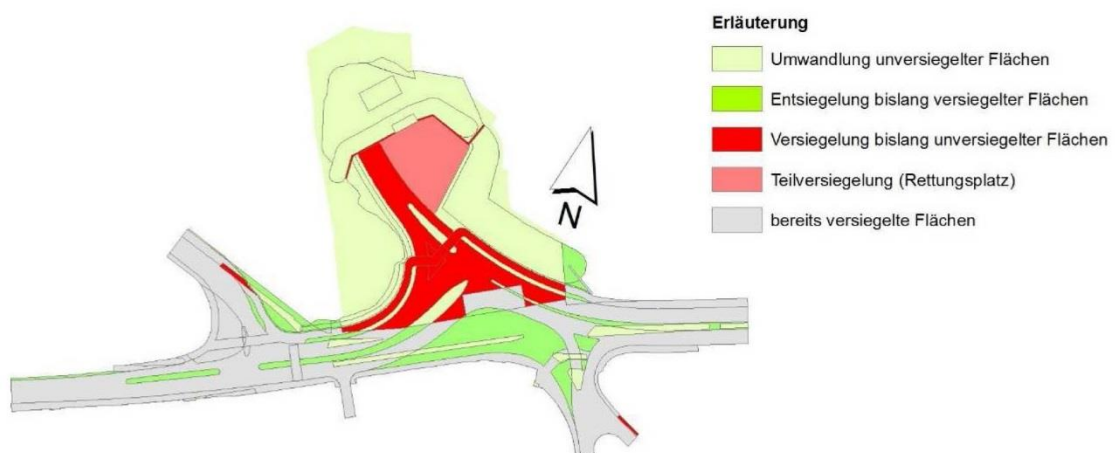 Erläuterung
Umwandlung unversiegelter Flächen
Entsiegelung bislang versiegelter Flächen
Versiegelung bislang unversiegelter Flächen
Teilversiegelung (Rettungsplatz)
bereits versiegelte Flächen
N